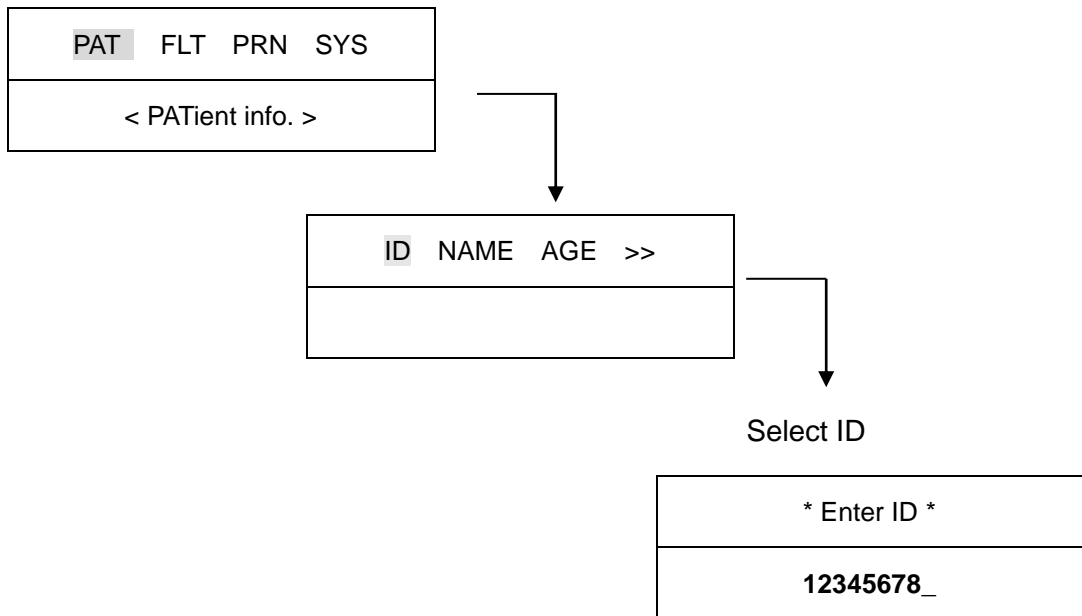 PAT FLT PRN SYS
< PATient info. >
ID NAME AGE >>
Select ID
* Enter ID *
12345678_